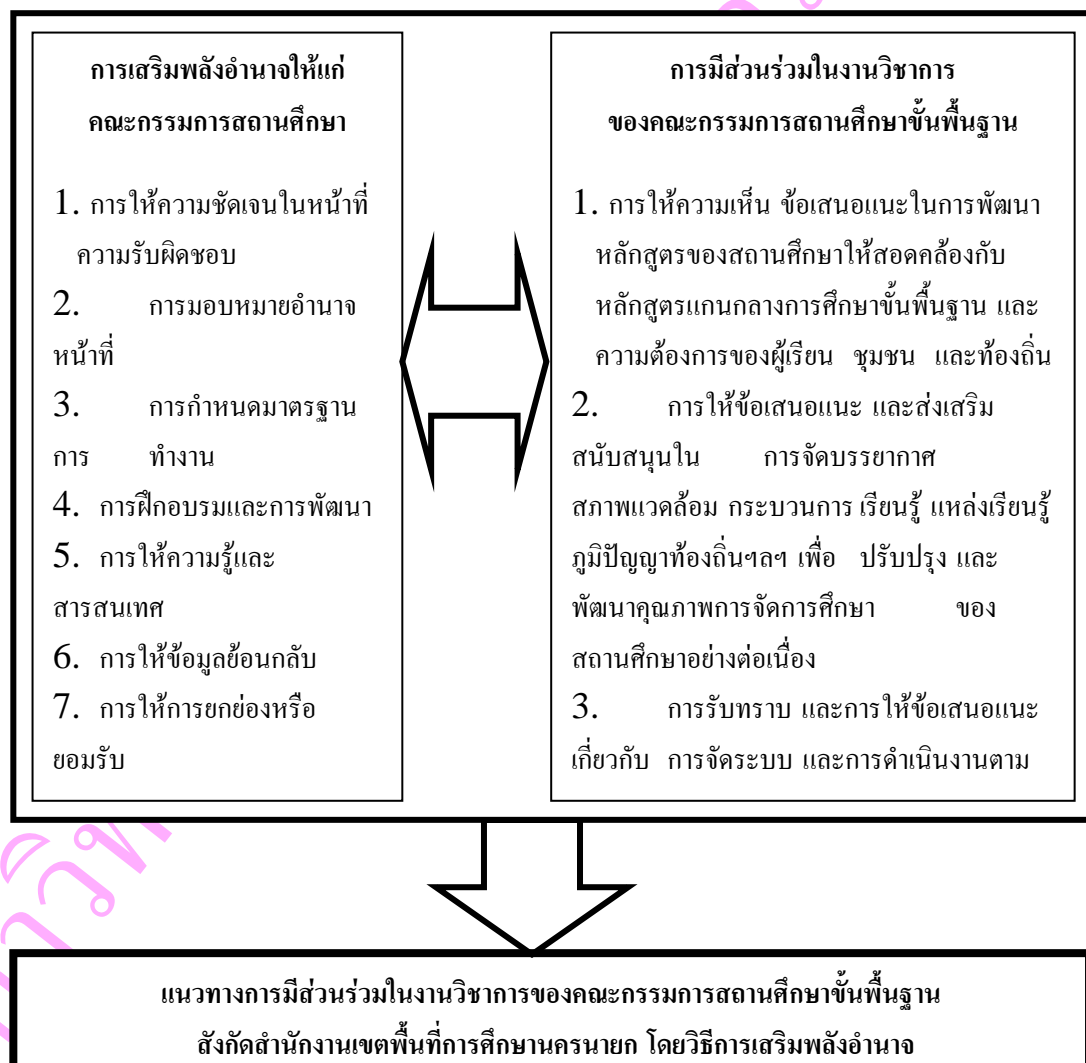 การเสริมพลังอำนาจให้แก่
คณะกรรมการสถานศึกษา
1. การให้ความชัดเจนในหน้าที่
ความรับผิดชอบ
2. การมอบหมายอำนาจ
หน้าที่
3. การกำหนดมาตรฐาน
การ ทำงาน
4. การฝึกอบรมและการพัฒนา
5. การให้ความรู้และ
สารสนเทศ
6. การให้ข้อมูลย้อนกลับ
7. การให้การยกย่องหรือ
ยอมรับ
การมีส่วนร่วมในงานวิชาการ
ของคณะกรรมการสถานศึกษาขั้นพื้นฐาน
1. การให้ความเห็น ข้อเสนอแนะในการพัฒนา
หลักสูตรของสถานศึกษาให้สอดคล้องกับ
หลักสูตรแกนกลางการศึกษาขั้นพื้นฐาน และ
ความต้องการของผู้เรียน ชุมชน และท้องถิ่น
2. การให้ข้อเสนอแนะ และส่งเสริม
สนับสนุนใน การจัดบรรยากาศ
สภาพแวดล้อม กระบวนการ เรียนรู้ แหล่งเรียนรู้
ภูมิปัญญาท้องถิ่นฯลฯ เพื่อ ปรับปรุง และ
พัฒนาคุณภาพการจัดการศึกษา ของ
สถานศึกษาอย่างต่อเนื่อง
3. การรับทราบ และการให้ข้อเสนอแนะ
เกี่ยวกับ การจัดระบบ และการดำเนินงานตาม
แนวทางการมีส่วนร่วมในงานวิชาการของคณะกรรมการสถานศึกษาขั้นพื้นฐาน
สังกัดสำนักงานเขตพื้นที่การศึกษานครนายก โดยวิธีการเสริมพลังอำนาจ